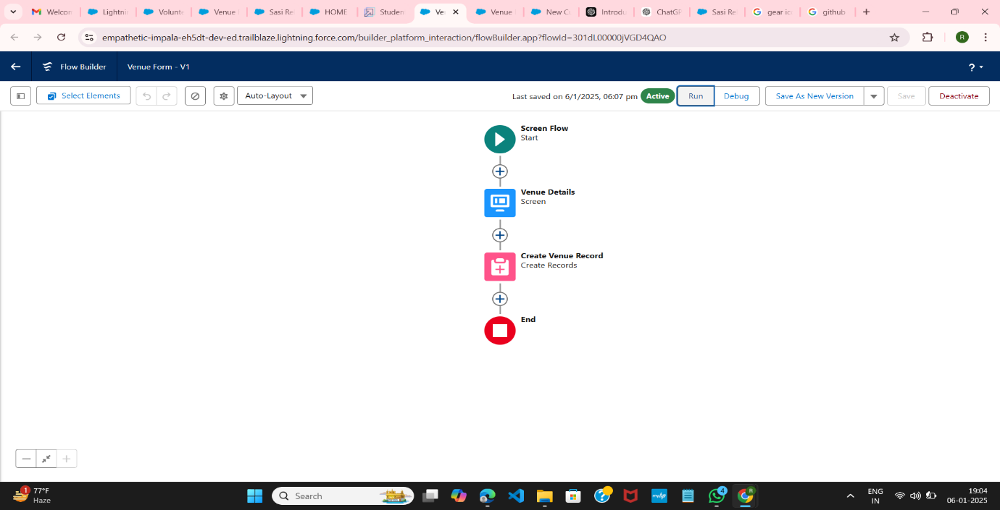 Welcom
Lightni
Volunte
Venue
Sasi Re
HOME
Studen
Ve
Venue
New C
Introdu
ChatGP
Sasi Re
gear ic
github
empathetic-impala-eh5dt-dev-ed.trailblaze.lightning.force.com/builder_platform_interaction/flowBuilder.app?flowId=301dL00000jVGD4QAO
R
Flow Builder
Venue Form - V1
?
Select Elements
Auto-Layout
Last saved on 6/1/2025, 06:07 pm
Active
Run
Debug
Save As New Version
Save
Deactivate
Screen Flow
Start
Venue Details
Screen
Create Venue Record
Create Records
End
1
77°F
Haze
Search
myhp
4
R
ENG
IN
19:04
06-01-2025